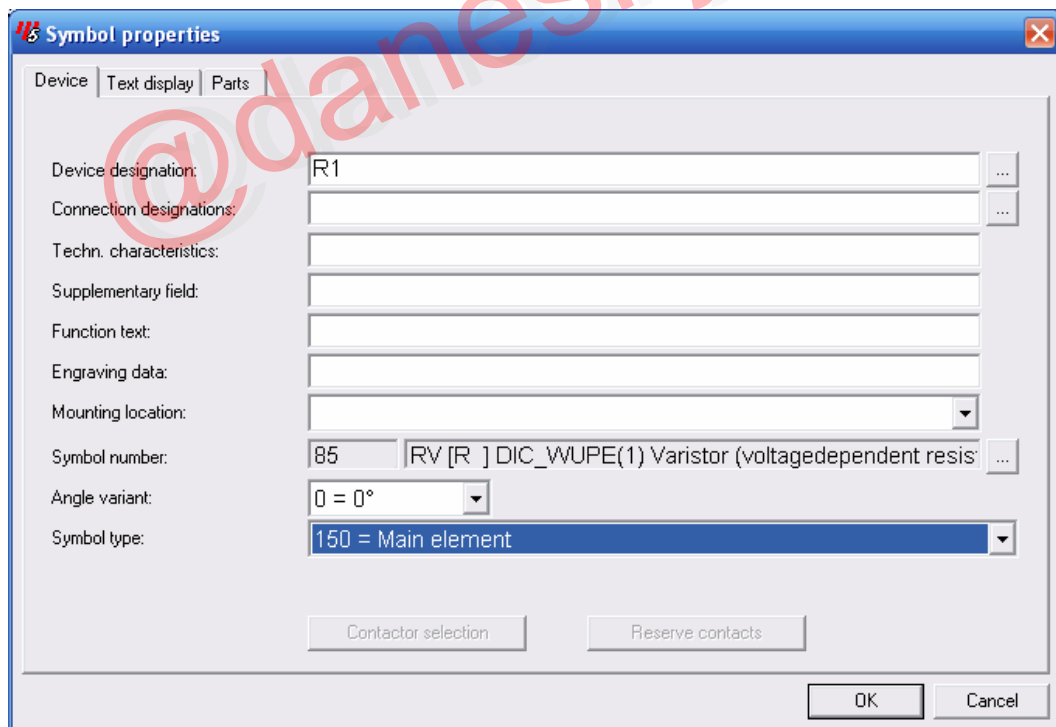 Symbol properties
Device Text display Parts
Device designation: R1 ...
Connection designations: ...
Techn. characteristics:
Supplementary field:
Function text:
Engraving data:
Mounting location:
Symbol number: 85 RV [R ] DIC_WUPE(1) Varistor (voltagedependent resis ...
Angle variant: 0 = 0°
Symbol type: 150 = Main element
Contactor selection Reserve contacts
OK Cancel